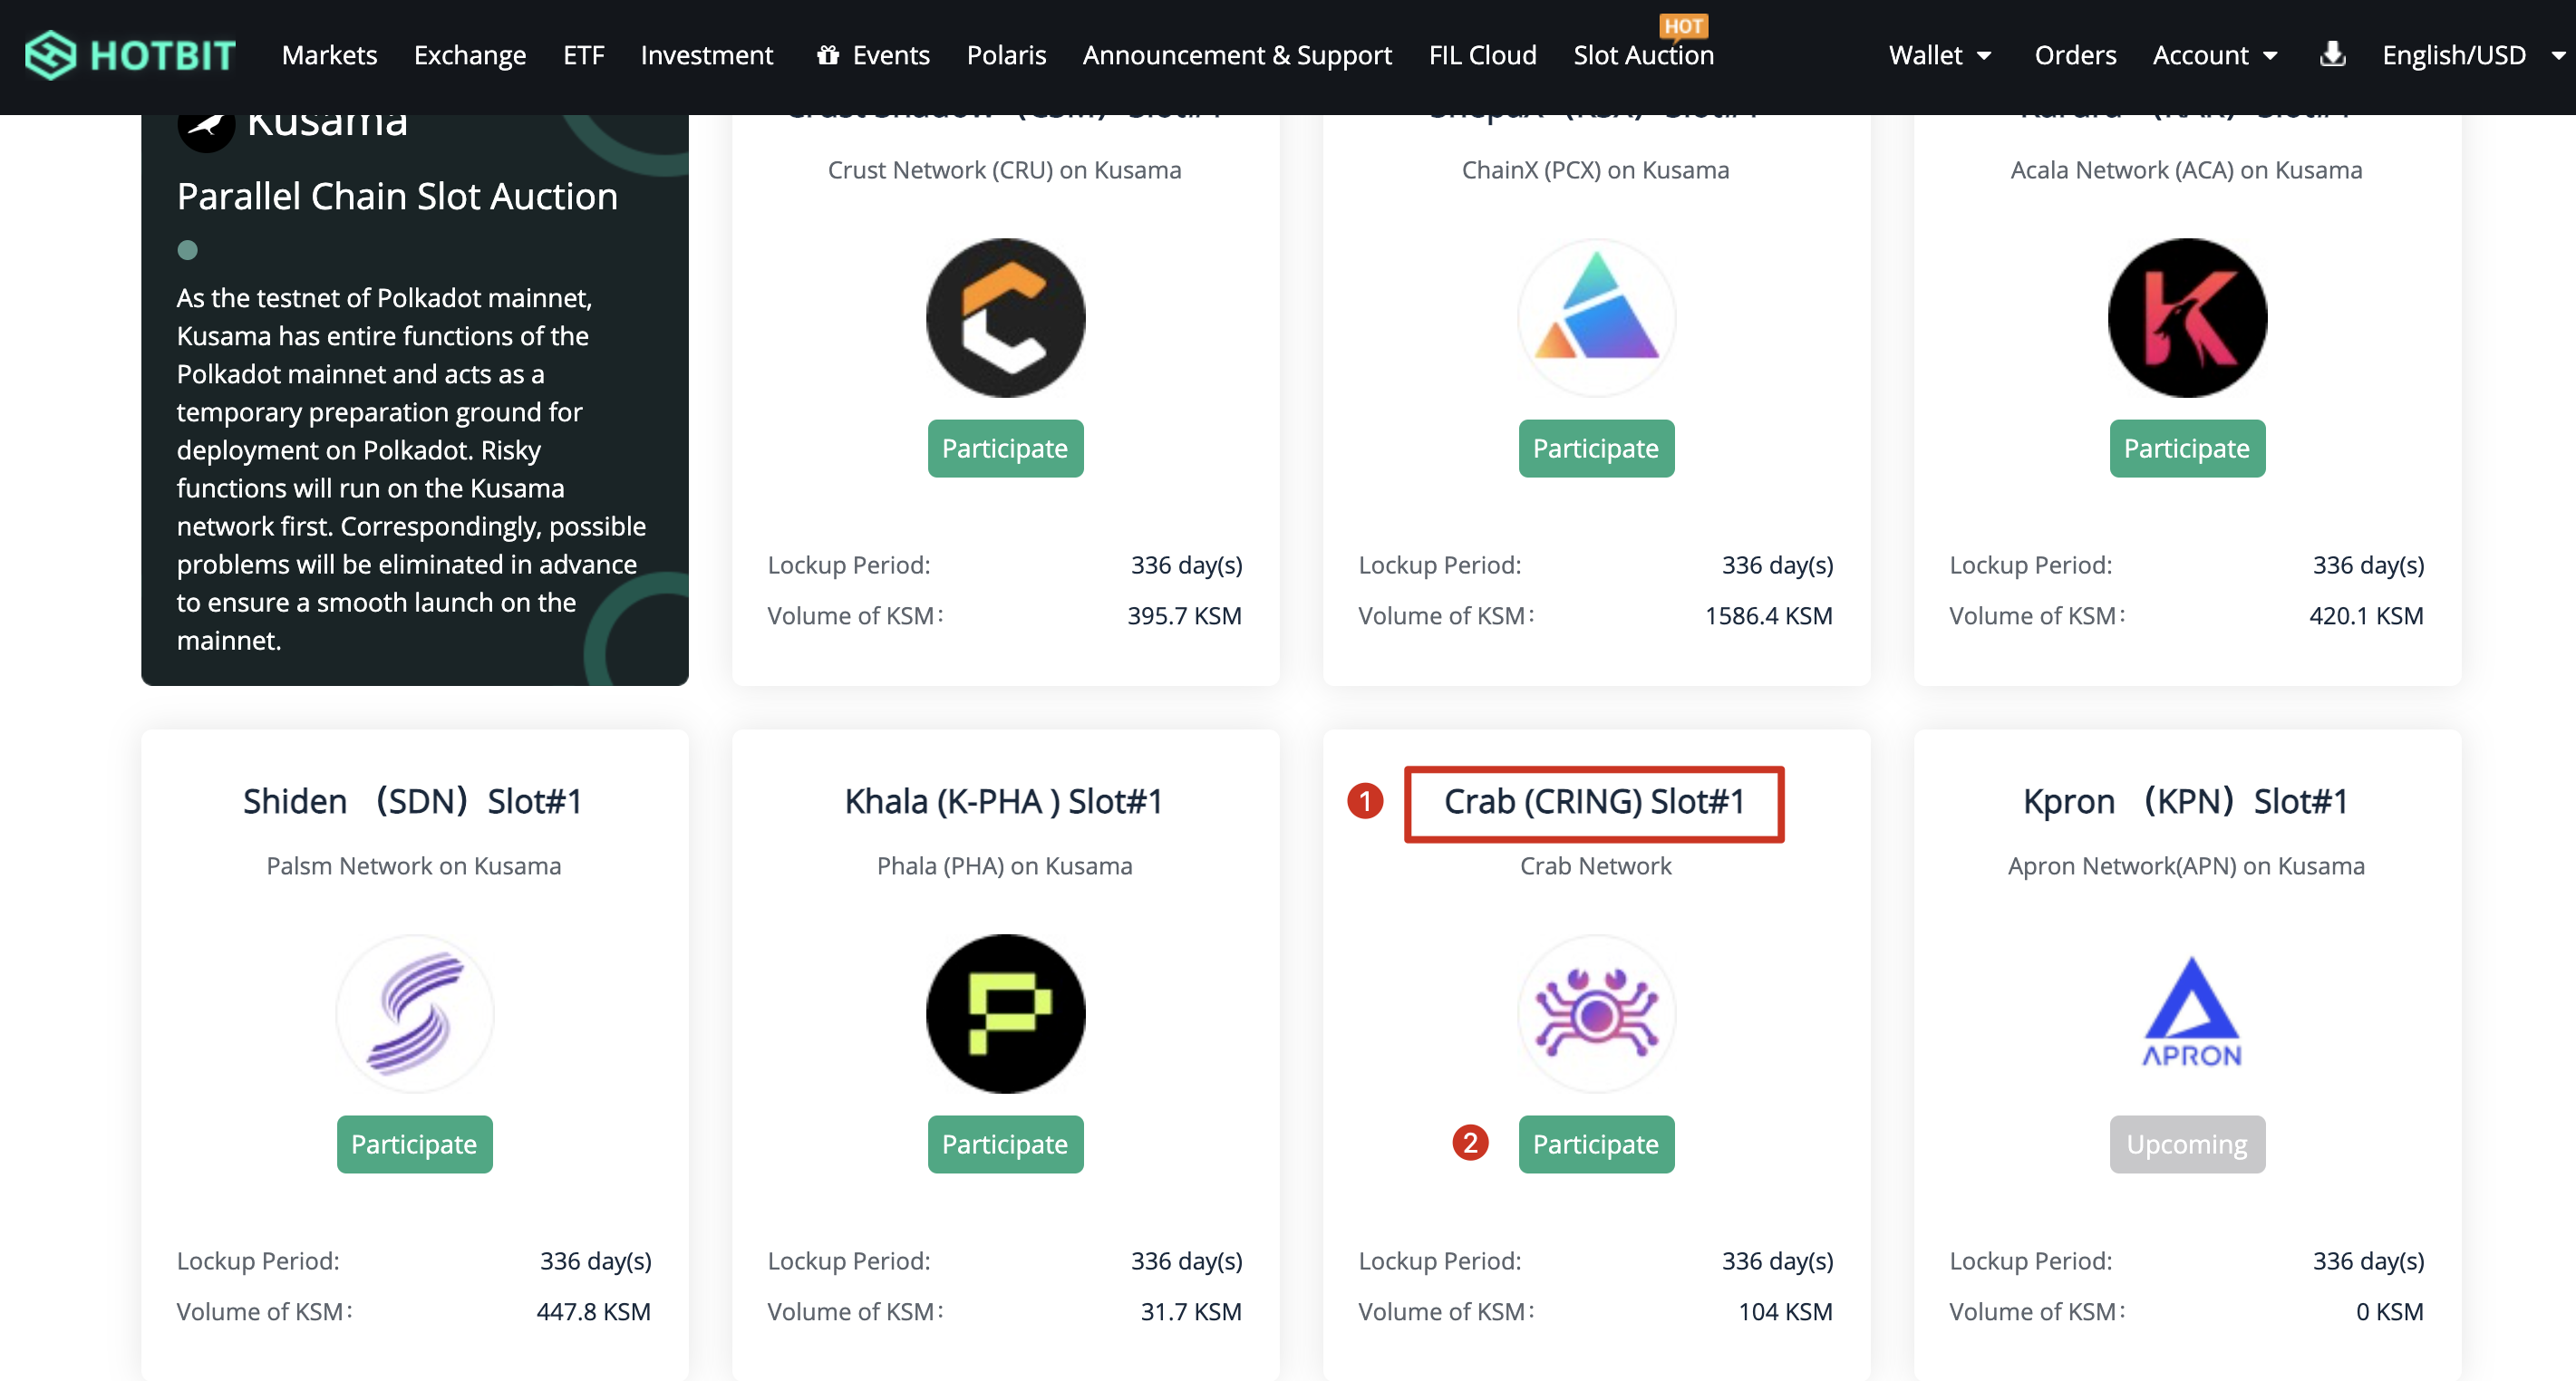 HOTBIT Markets Exchange ETF Investment Events Polaris Announcement & Support FIL Cloud Slot Auction HOT Wallet Orders Account English/USD
Kusama
Parallel Chain Slot Auction
As the testnet of Polkadot mainnet,
Kusama has entire functions of the
Polkadot mainnet and acts as a
temporary preparation ground for
deployment on Polkadot. Risky
functions will run on the Kusama
network first. Correspondingly, possible
problems will be eliminated in advance
to ensure a smooth launch on the
mainnet.
Crust Network (CRU) on Kusama
Participate
Lockup Period: 336 day(s)
Volume of KSM: 395.7 KSM
ChainX (PCX) on Kusama
Participate
Lockup Period: 336 day(s)
Volume of KSM: 1586.4 KSM
Acala Network (ACA) on Kusama
Participate
Lockup Period: 336 day(s)
Volume of KSM: 420.1 KSM
Shiden （SDN）Slot#1
Palsm Network on Kusama
Participate
Lockup Period: 336 day(s)
Volume of KSM: 447.8 KSM
Khala (K-PHA ) Slot#1
Phala (PHA) on Kusama
Participate
Lockup Period: 336 day(s)
Volume of KSM: 31.7 KSM
1 Crab (CRING) Slot#1
Crab Network
2 Participate
Lockup Period: 336 day(s)
Volume of KSM: 104 KSM
Kpron （KPN）Slot#1
Apron Network(APN) on Kusama
APRON
Upcoming
Lockup Period: 336 day(s)
Volume of KSM: 0 KSM